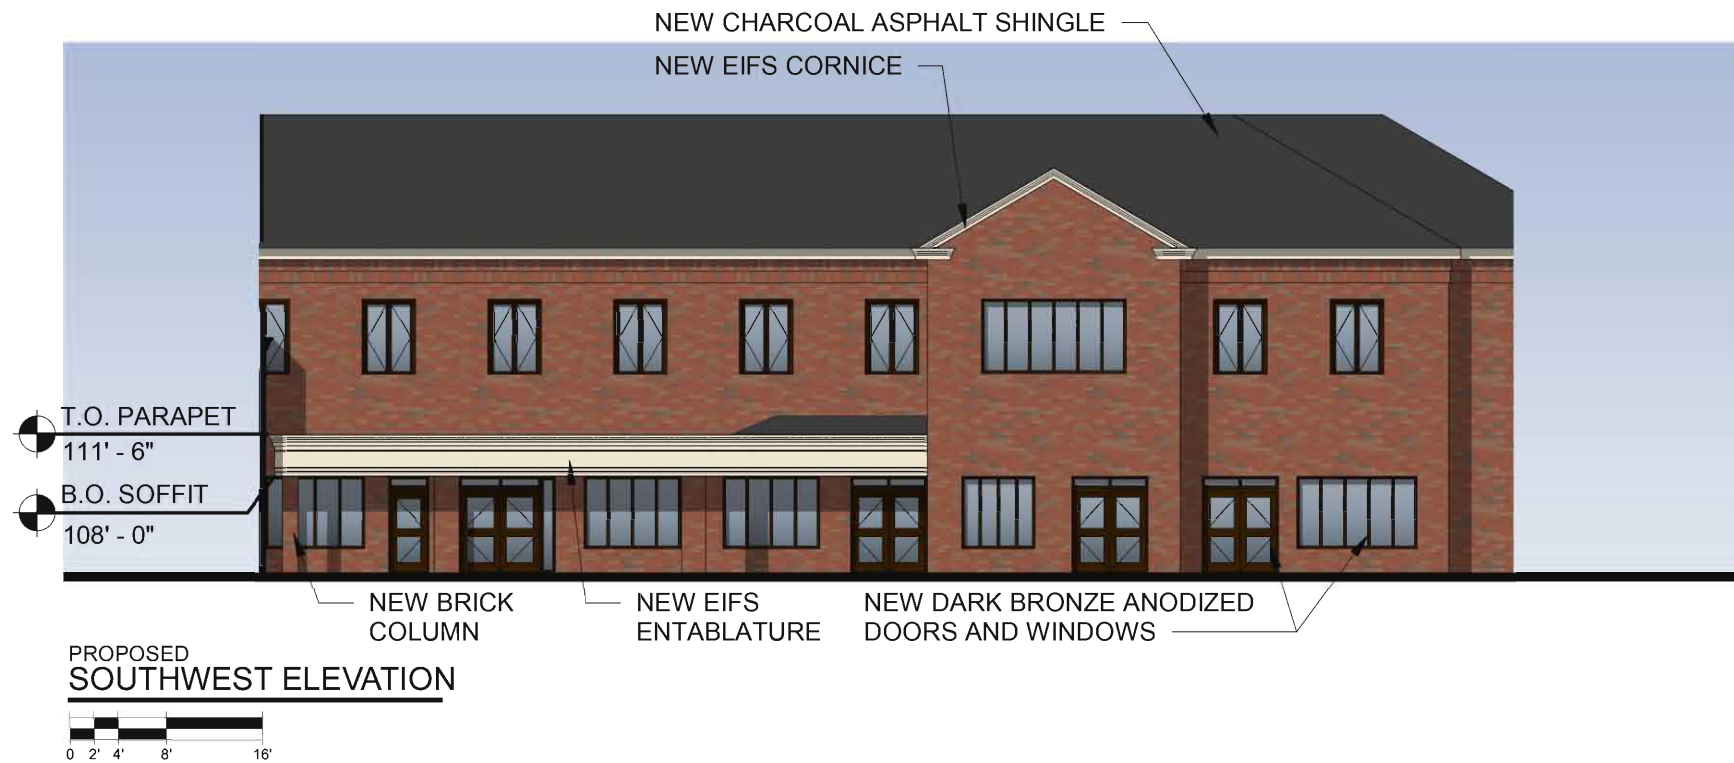 NEW CHARCOAL ASPHALT SHINGLE
NEW EIFS CORNICE
T.O. PARAPET
111' - 6"
B.O. SOFFIT
108' - 0"
NEW BRICK
COLUMN
NEW EIFS
ENTABLATURE
NEW DARK BRONZE ANODIZED
DOORS AND WINDOWS
PROPOSED
SOUTHWEST ELEVATION
0 2' 4' 8' 16'